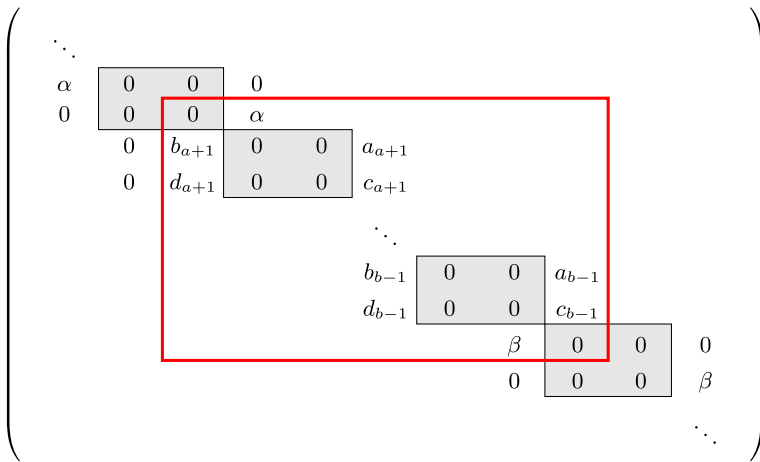 ⋱
α 0 0 0
0 0 0 α
0 b_{a+1} 0 0 a_{a+1}
0 d_{a+1} 0 0 c_{a+1}
⋱
b_{b−1} 0 0 a_{b−1}
d_{b−1} 0 0 c_{b−1}
β 0 0 0
0 0 0 β
⋱